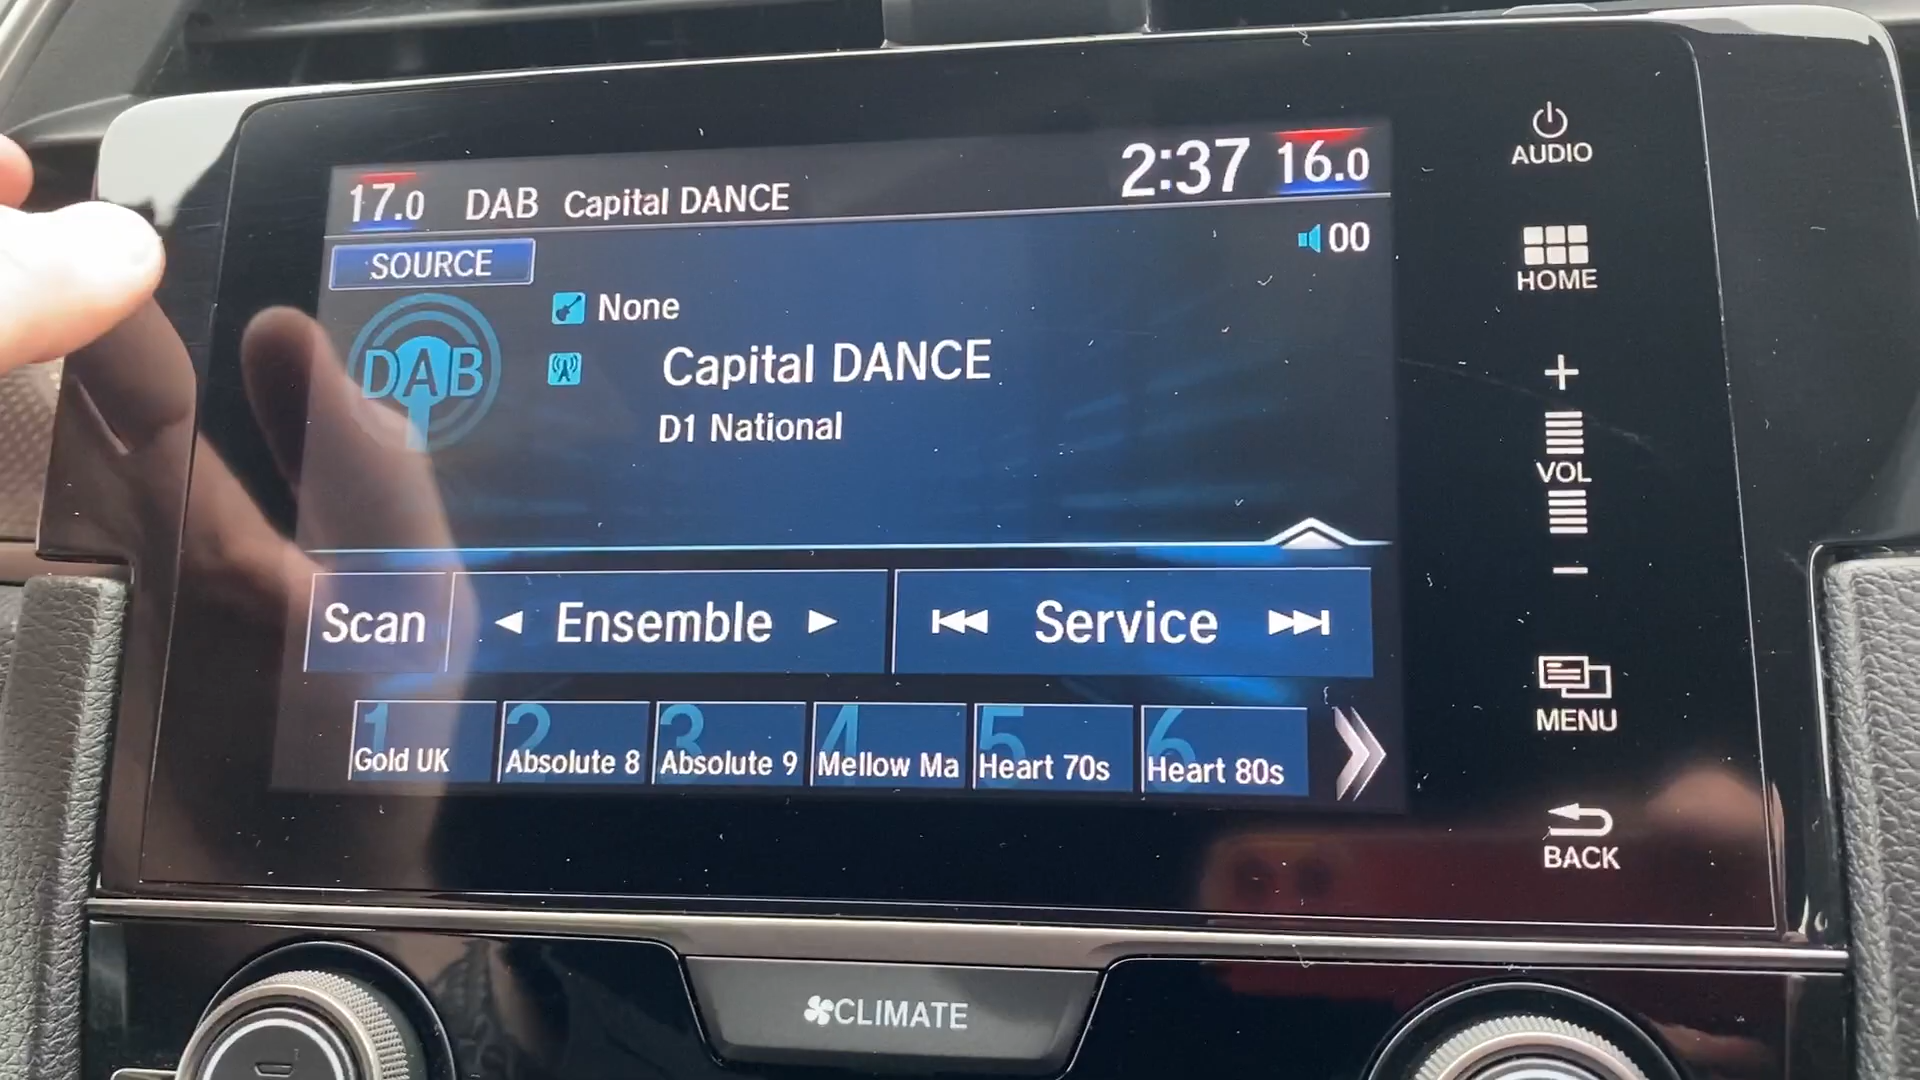 17.0 DAB Capital DANCE 2:37 16.0
SOURCE
00
DAB
None
Capital DANCE
D1 National
Scan
Ensemble
Service
1 Gold UK
2 Absolute 8
3 Absolute 9
4 Mellow Ma
5 Heart 70s
6 Heart 80s
AUDIO
HOME
+
VOL
−
MENU
BACK
CLIMATE